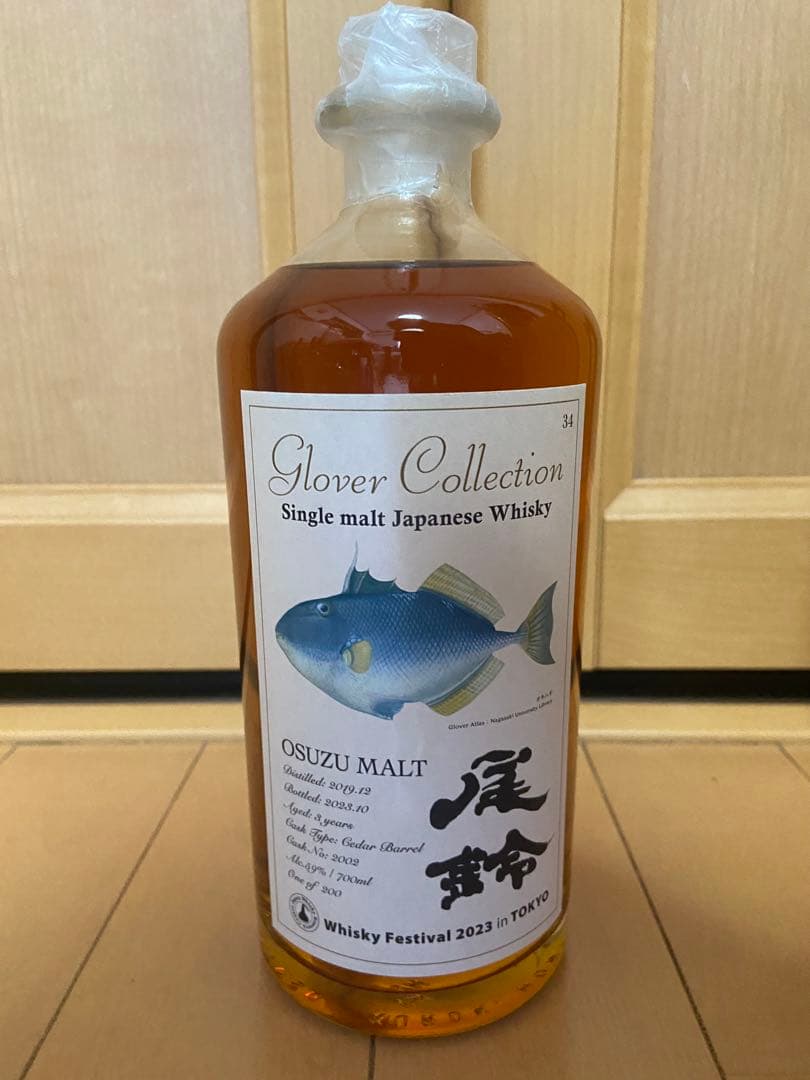 34
Glover Collection
Single malt Japanese Whisky
Glover Atlas - Nagasaki University Library
OSUZU MALT
Distilled: 2019.12
Bottled: 2023.10
Aged: 3 years
Cask Type: Cedar Barrel
Cask No: 2002
Alc.59% / 700ml
One of 200
尾鈴
Whisky Festival 2023 in TOKYO